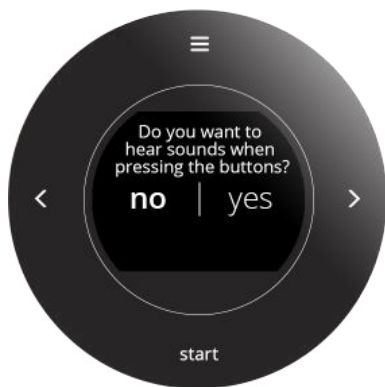 Do you want to
hear sounds when
pressing the buttons?
no | yes
start